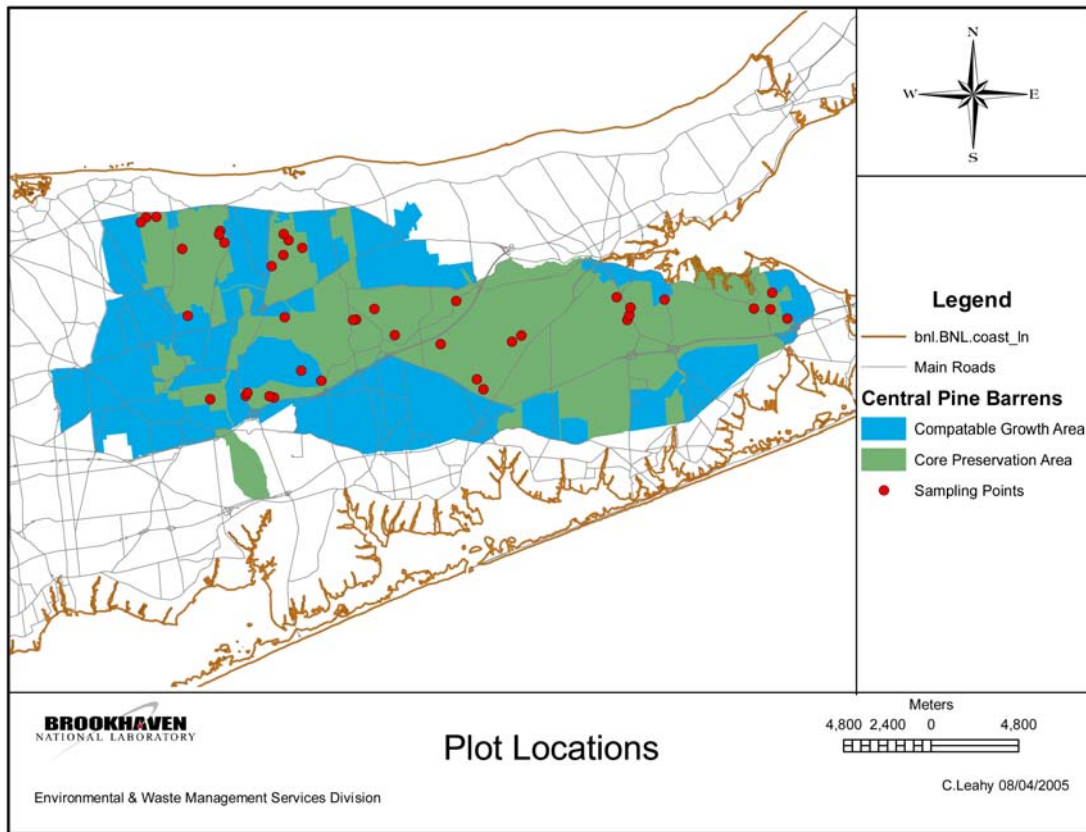 N
W E
S
Legend
bnl.BNL.coast_ln
Main Roads
Central Pine Barrens
Compatable Growth Area
Core Preservation Area
Sampling Points
BROOKHAVEN
NATIONAL LABORATORY
Plot Locations
Environmental & Waste Management Services Division
Meters
4,800 2,400 0 4,800
C.Leahy 08/04/2005